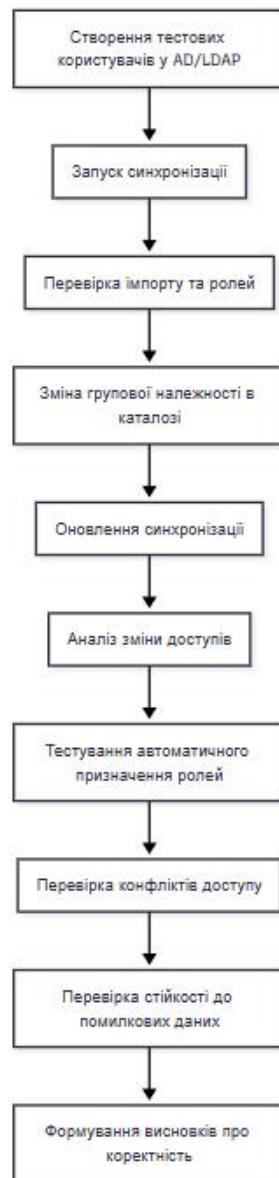 Створення тестових
користувачів у AD/LDAP
Запуск синхронізації
Перевірка імпорту та ролей
Зміна групової належності в
каталозі
Оновлення синхронізації
Аналіз зміни доступів
Тестування автоматичного
призначення ролей
Перевірка конфліктів доступу
Перевірка стійкості до
помилкових даних
Формування висновків про
коректність